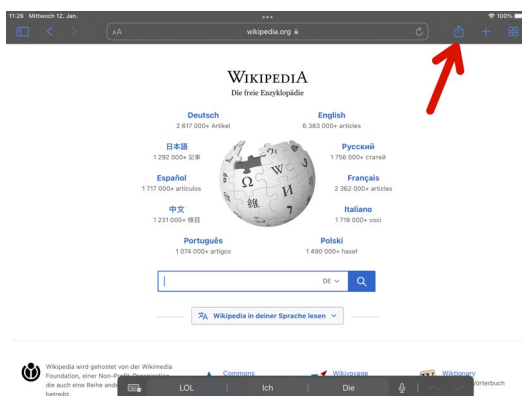 11:26 Mittwoch 12. Jan.
100%
AA
wikipedia.org
WIKIPEDIA
Die freie Enzyklopädie
Deutsch
2 617 000+ Artikel
English
6 383 000+ articles
日本語
1 292 000+ 記事
Русский
1 756 000+ статей
Español
1 717 000+ artículos
Français
2 362 000+ articles
中文
1 231 000+ 條目
Italiano
1 718 000+ voci
Português
1 074 000+ artigos
Polski
1 490 000+ haseł
Ω
W
И
維
7
DE
Wikipedia in deiner Sprache lesen
Wikipedia wird gehostet von der Wikimedia
Foundation, einer Non-Profit-Organisation,
die auch eine Reihe ande
betreibt.
Commons
Wikivoyage
Wiktionary
Wörterbuch
LOL
Ich
Die